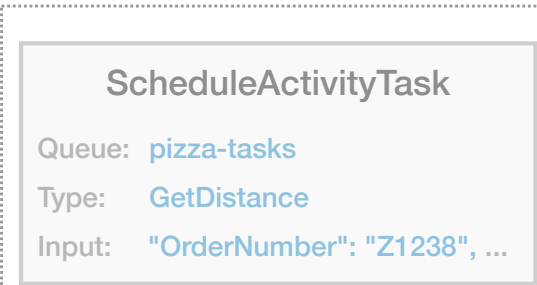 ScheduleActivityTask
Queue: pizza-tasks
Type: GetDistance
Input: "OrderNumber": "Z1238", ...